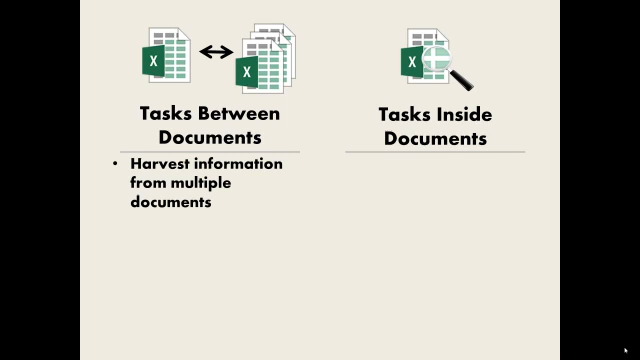 X
X
X
Tasks Between
Documents
• Harvest information
from multiple
documents
Tasks Inside
Documents